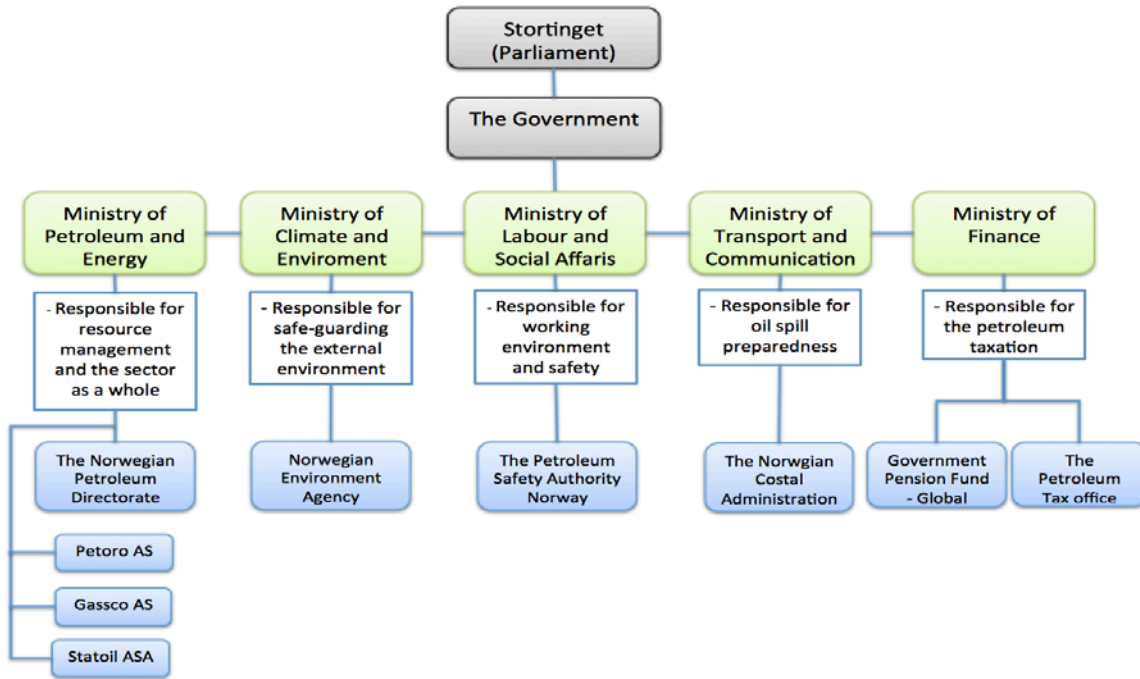 Stortinget
(Parliament)
The Government
Ministry of
Petroleum and
Energy
Ministry of
Climate and
Enviroment
Ministry of
Labour and
Social Affaris
Ministry of
Transport and
Communication
Ministry of
Finance
- Responsible for
resource
management
and the sector
as a whole
- Responsible for
safe-guarding
the external
environment
- Responsible for
working
environment
and safety
- Responsible for
oil spill
preparedness
- Responsible for
the petroleum
taxation
The Norwegian
Petroleum
Directorate
Norwegian
Environment
Agency
The Petroleum
Safety Authority
Norway
The Norwgian
Costal
Administration
Government
Pension Fund
- Global
The
Petroleum
Tax office
Petoro AS
Gassco AS
Statoil ASA